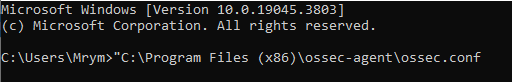 Microsoft Windows [Version 10.0.19045.3803]
(c) Microsoft Corporation. All rights reserved.
C:\Users\Mrym>"C:\Program Files (x86)\ossec-agent\ossec.conf